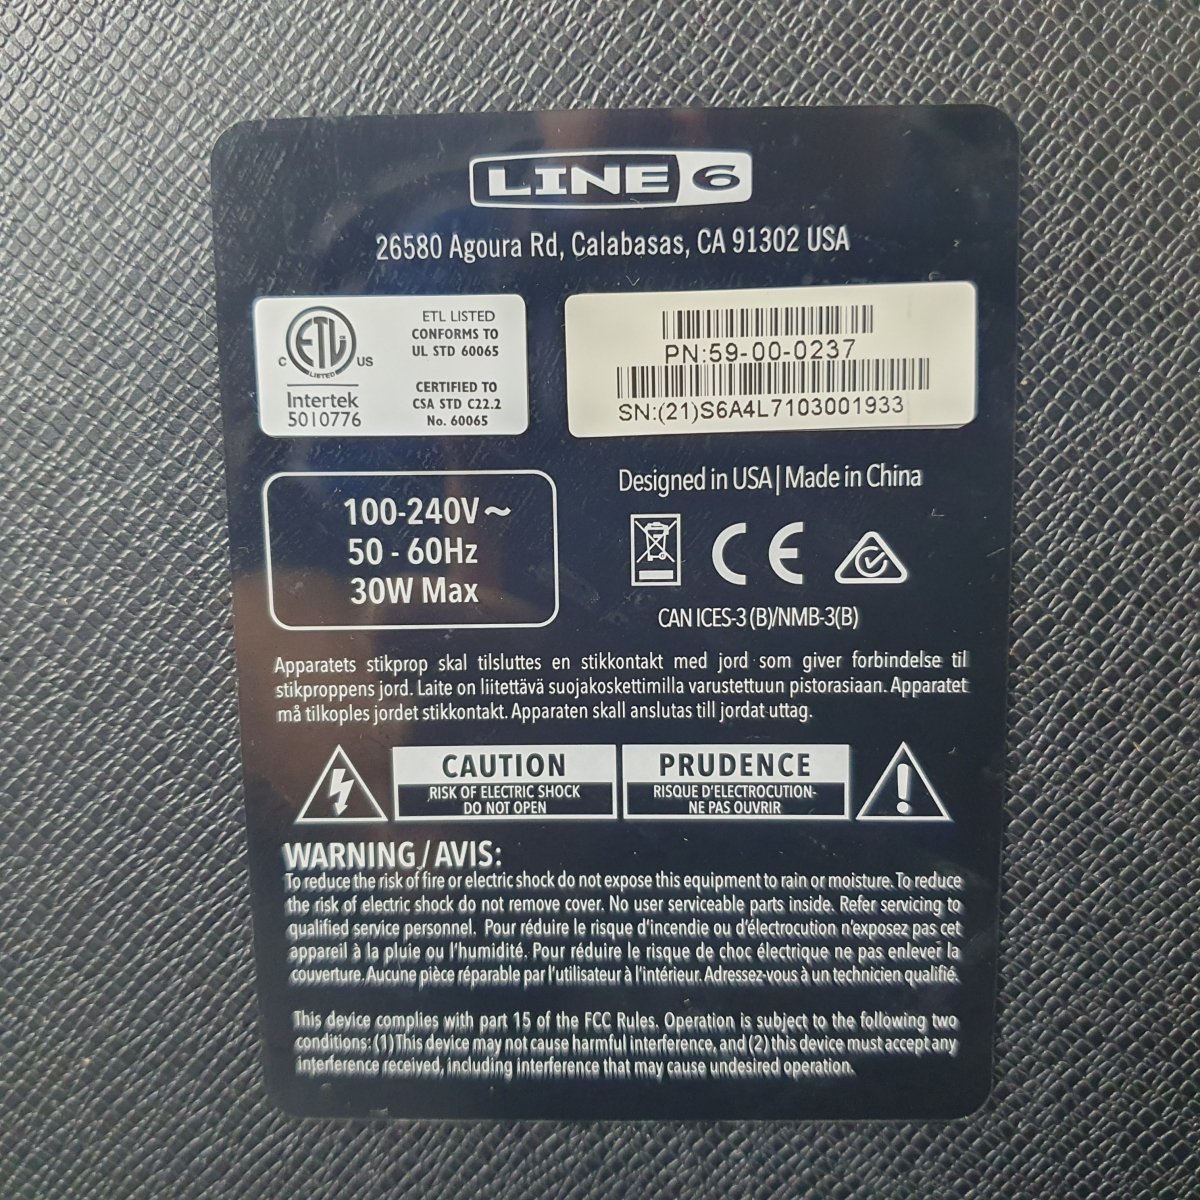 LINE 6
26580 Agoura Rd, Calabasas, CA 91302 USA
ETL
C US
LISTED
Intertek
5010776
ETL LISTED
CONFORMS TO
UL STD 60065
CERTIFIED TO
CSA STD C22.2
No. 60065
PN:59-00-0237
SN:(21)S6A4L7103001933
100-240V~
50 - 60Hz
30W Max
Designed in USA | Made in China
CE
CAN ICES-3 (B)/NMB-3(B)
Apparatets stikprop skal tilsluttes en stikkontakt med jord som giver forbindelse til
stikproppens jord. Laite on liitettävä suojakoskettimilla varustettuun pistorasiaan. Apparatet
må tilkoples jordet stikkontakt. Apparaten skall anslutas till jordat uttag.
CAUTION
RISK OF ELECTRIC SHOCK
DO NOT OPEN
PRUDENCE
RISQUE D'ELECTROCUTION-
NE PAS OUVRIR
WARNING / AVIS:
To reduce the risk of fire or electric shock do not expose this equipment to rain or moisture. To reduce
the risk of electric shock do not remove cover. No user serviceable parts inside. Refer servicing to
qualified service personnel. Pour réduire le risque d'incendie ou d'électrocution n'exposez pas cet
appareil à la pluie ou l'humidité. Pour réduire le risque de choc électrique ne pas enlever la
couverture. Aucune pièce réparable par l'utisateur à l'intérieur. Adressez-vous à un technicien qualifié.
This device complies with part 15 of the FCC Rules. Operation is subject to the following two
conditions: (1) This device may not cause harmful interference, and (2) this device must accept any
interference received, including interference that may cause undesired operation.